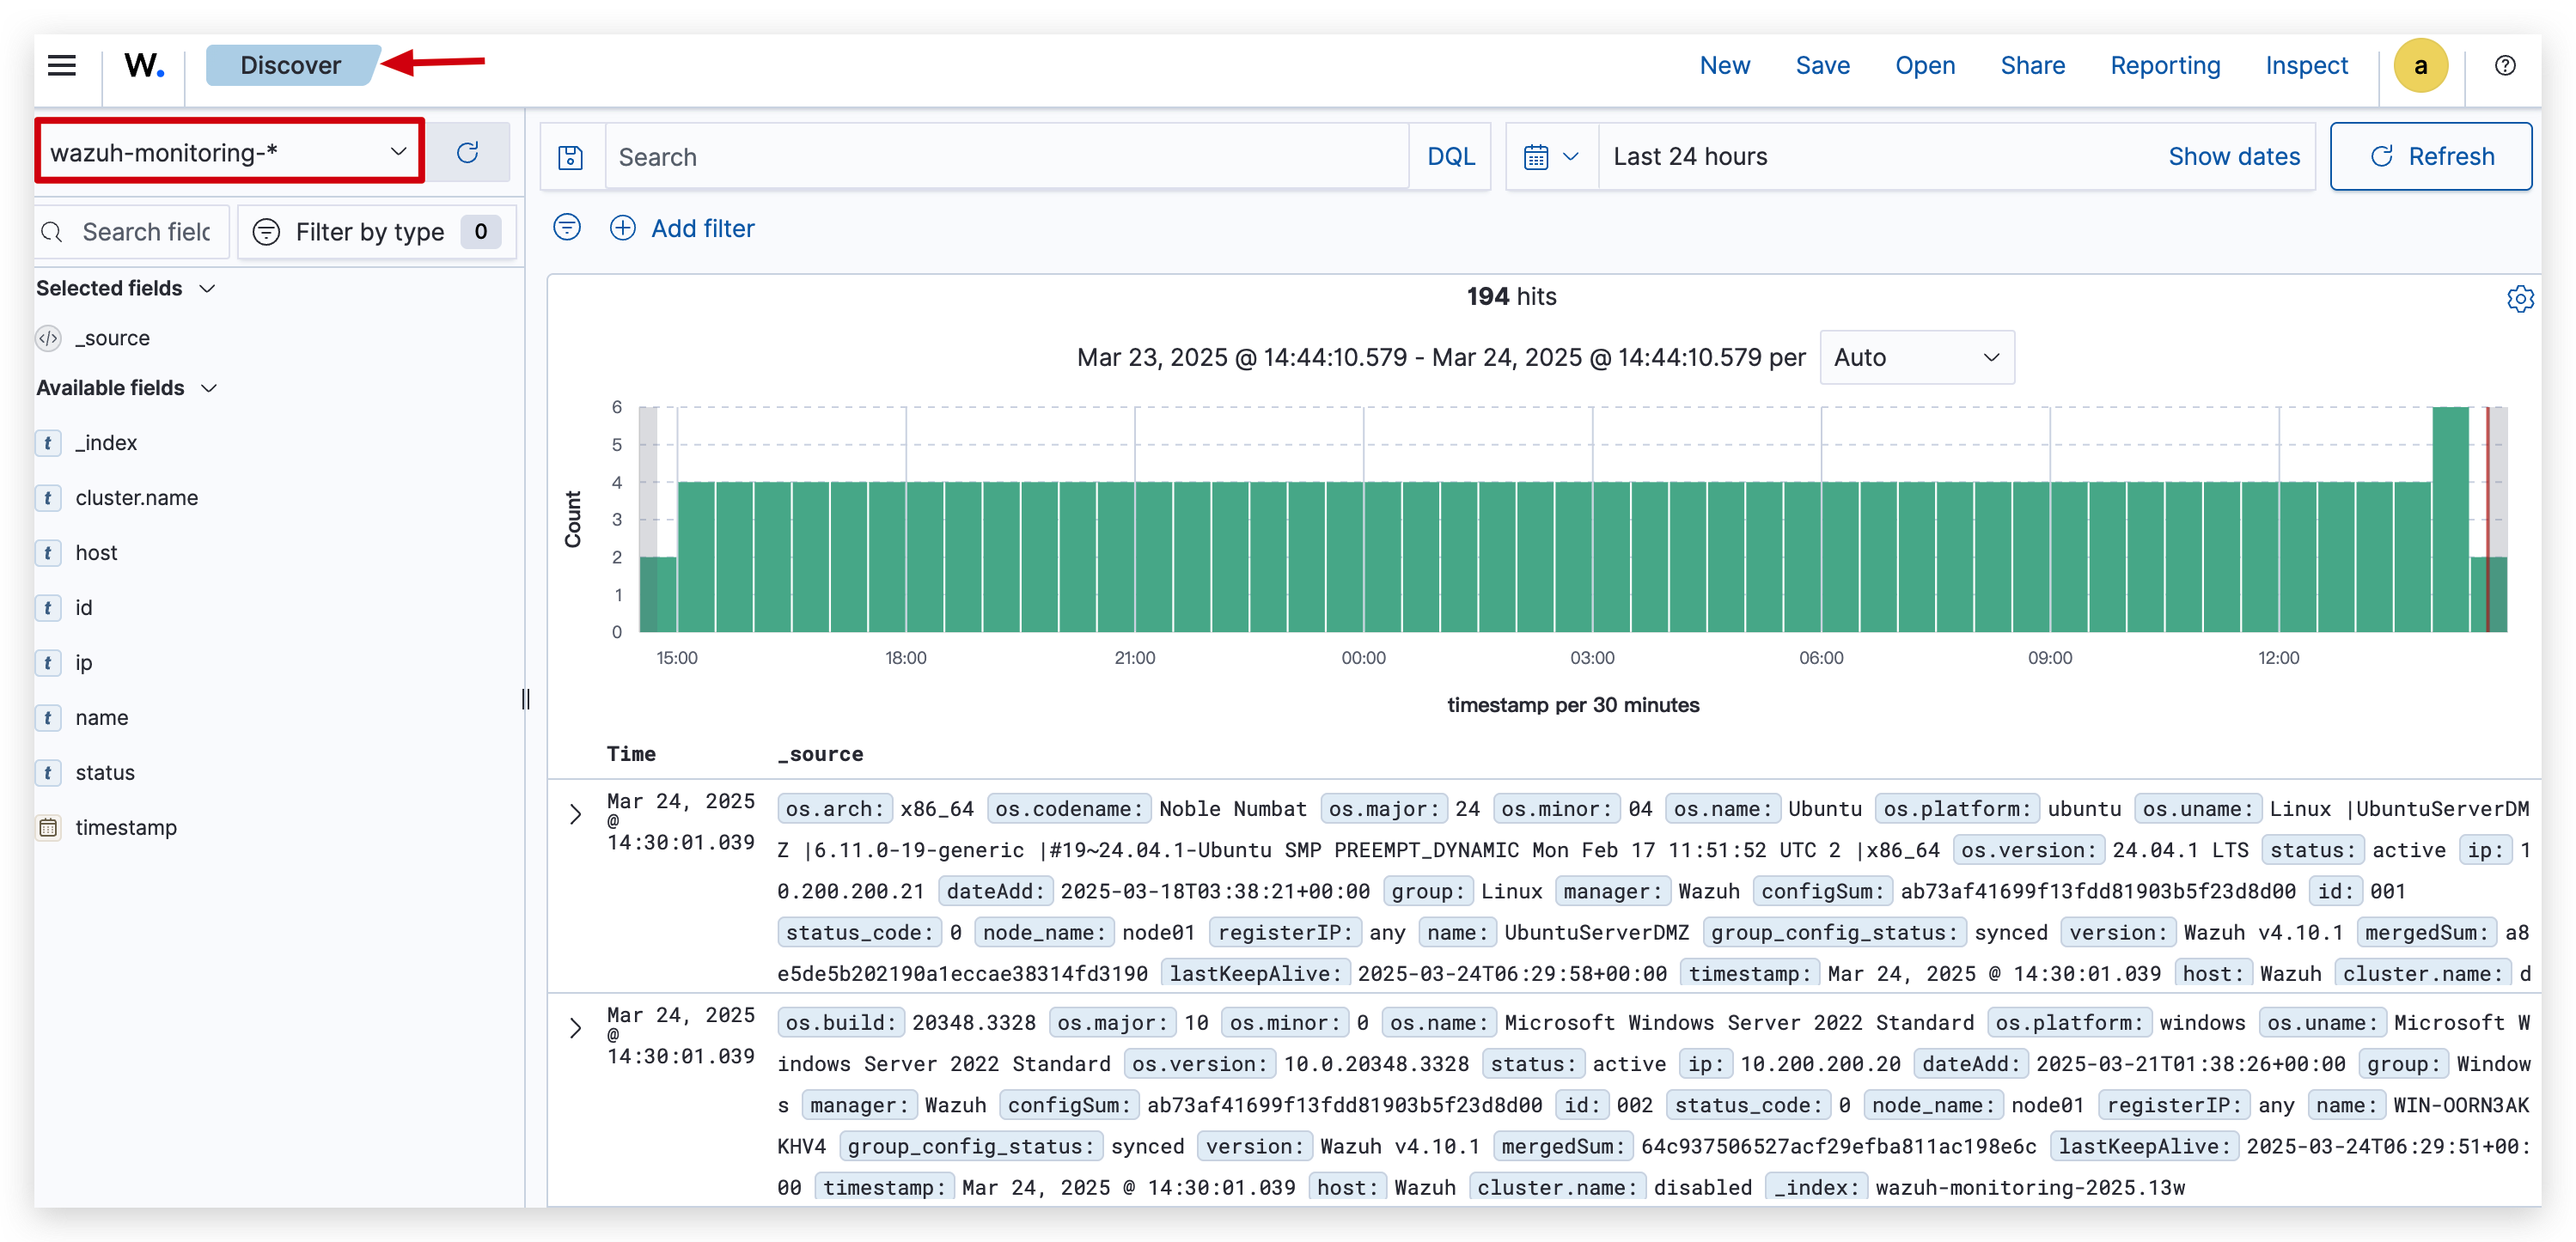 W. Discover New Save Open Share Reporting Inspect a
wazuh-monitoring-* Search DQL Last 24 hours Show dates Refresh
Search fielc Filter by type 0 Add filter
Selected fields
_source
Available fields
t _index
t cluster.name
t host
t id
t ip
t name
t status
timestamp
194 hits
Mar 23, 2025 @ 14:44:10.579 - Mar 24, 2025 @ 14:44:10.579 per Auto
Count
6
5
4
3
2
1
0
15:00 18:00 21:00 00:00 03:00 06:00 09:00 12:00
timestamp per 30 minutes
Time _source
Mar 24, 2025
@
14:30:01.039
os.arch: x86_64 os.codename: Noble Numbat os.major: 24 os.minor: 04 os.name: Ubuntu os.platform: ubuntu os.uname: Linux |UbuntuServerDM
Z |6.11.0-19-generic |#19~24.04.1-Ubuntu SMP PREEMPT_DYNAMIC Mon Feb 17 11:51:52 UTC 2 |x86_64 os.version: 24.04.1 LTS status: active ip: 1
0.200.200.21 dateAdd: 2025-03-18T03:38:21+00:00 group: Linux manager: Wazuh configSum: ab73af41699f13fdd81903b5f23d8d00 id: 001
status_code: 0 node_name: node01 registerIP: any name: UbuntuServerDMZ group_config_status: synced version: Wazuh v4.10.1 mergedSum: a8
e5de5b202190a1eccae38314fd3190 lastKeepAlive: 2025-03-24T06:29:58+00:00 timestamp: Mar 24, 2025 @ 14:30:01.039 host: Wazuh cluster.name: d
Mar 24, 2025
@
14:30:01.039
os.build: 20348.3328 os.major: 10 os.minor: 0 os.name: Microsoft Windows Server 2022 Standard os.platform: windows os.uname: Microsoft W
indows Server 2022 Standard os.version: 10.0.20348.3328 status: active ip: 10.200.200.20 dateAdd: 2025-03-21T01:38:26+00:00 group: Window
s manager: Wazuh configSum: ab73af41699f13fdd81903b5f23d8d00 id: 002 status_code: 0 node_name: node01 registerIP: any name: WIN-OORN3AK
KHV4 group_config_status: synced version: Wazuh v4.10.1 mergedSum: 64c937506527acf29efba811ac198e6c lastKeepAlive: 2025-03-24T06:29:51+00:
00 timestamp: Mar 24, 2025 @ 14:30:01.039 host: Wazuh cluster.name: disabled _index: wazuh-monitoring-2025.13w